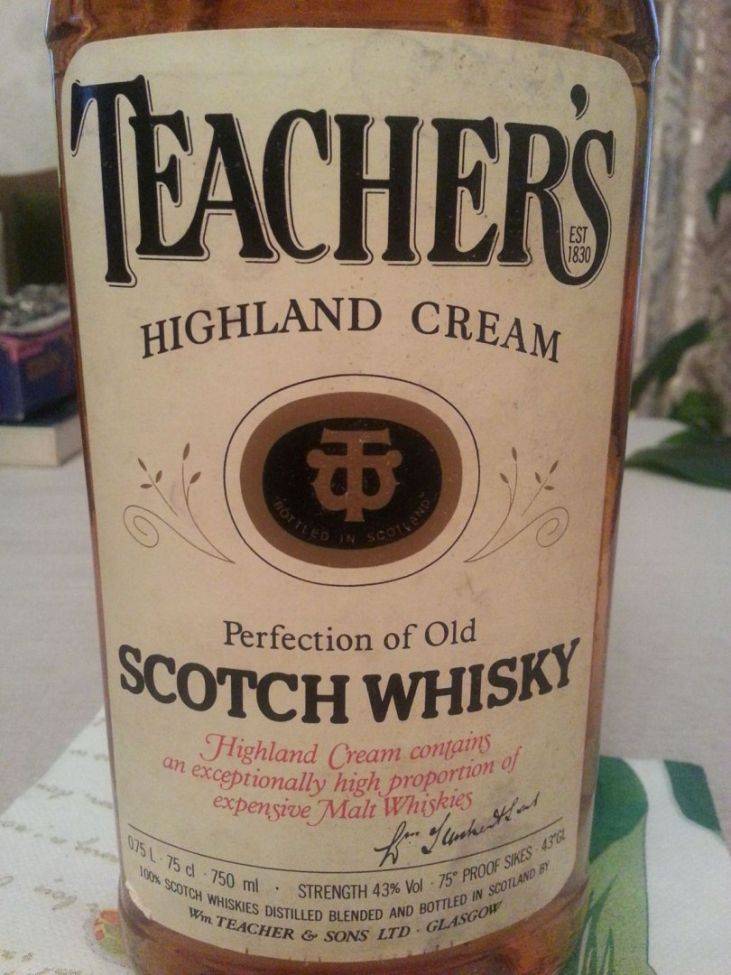 TEACHER'S
EST
1830
HIGHLAND CREAM
"BOTTLED IN SCOTLAND"
Perfection of Old
SCOTCH WHISKY
Highland Cream contains
an exceptionally high proportion of
expensive Malt Whiskies
0.75 L · 75 cl · 750 ml · STRENGTH 43% Vol · 75° PROOF SIKES · 43°GL
100% SCOTCH WHISKIES DISTILLED BLENDED AND BOTTLED IN SCOTLAND BY
Wm TEACHER & SONS LTD · GLASGOW